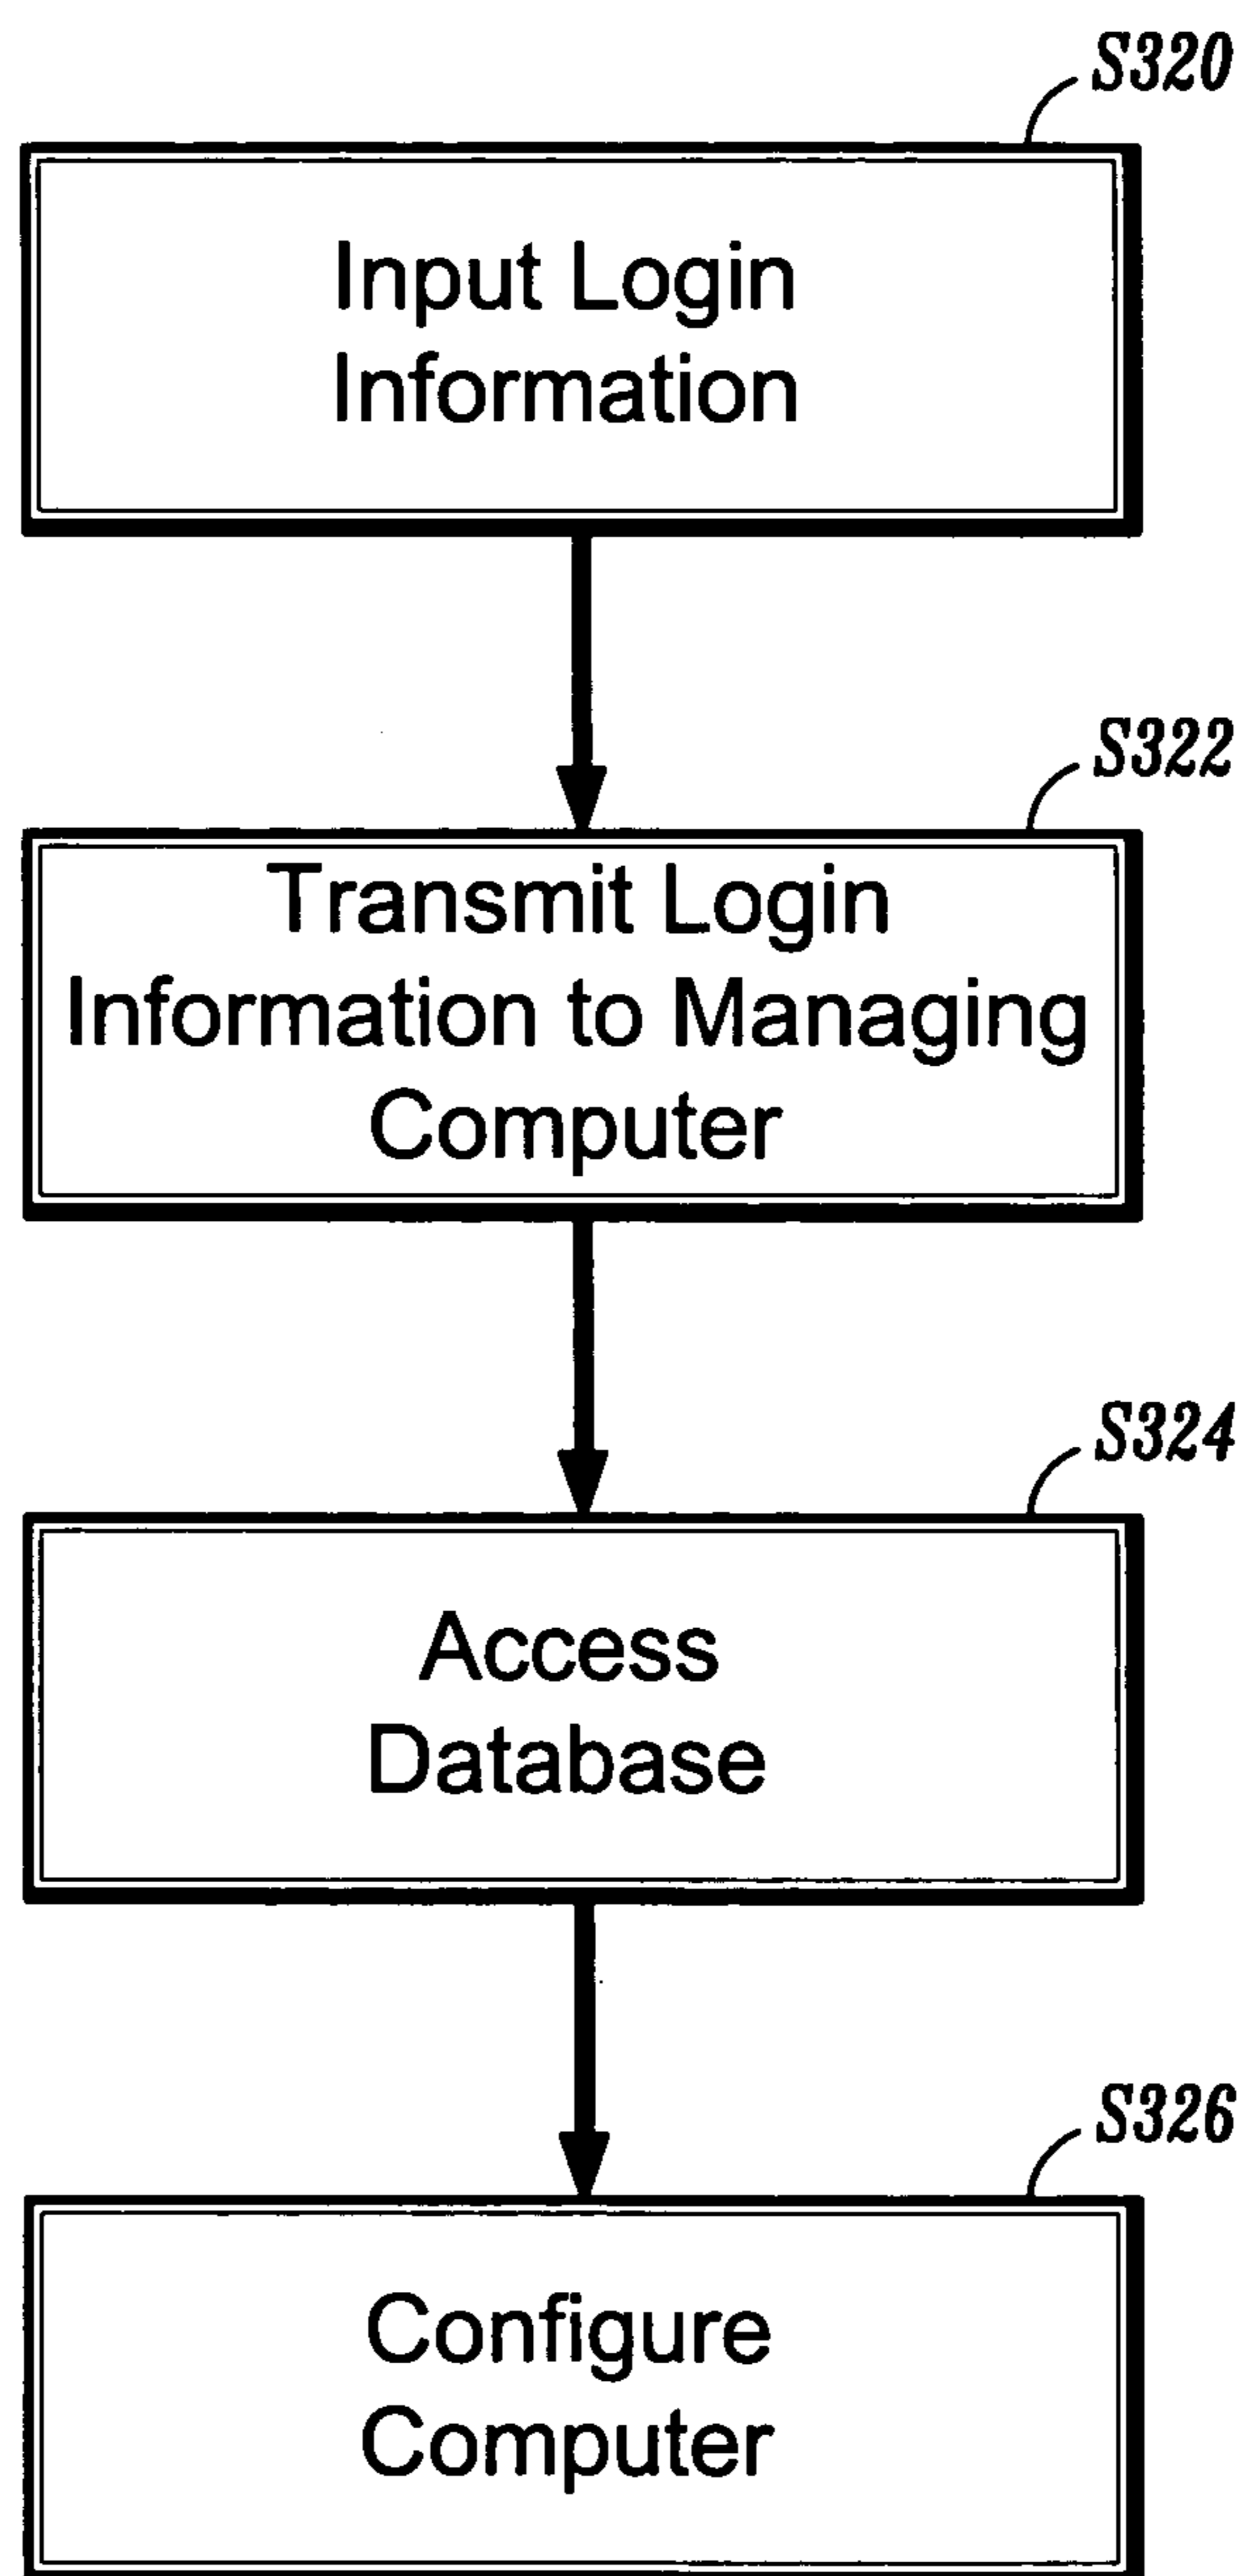 S320
Input Login
Information
S322
Transmit Login
Information to Managing
Computer
S324
Access
Database
S326
Configure
Computer